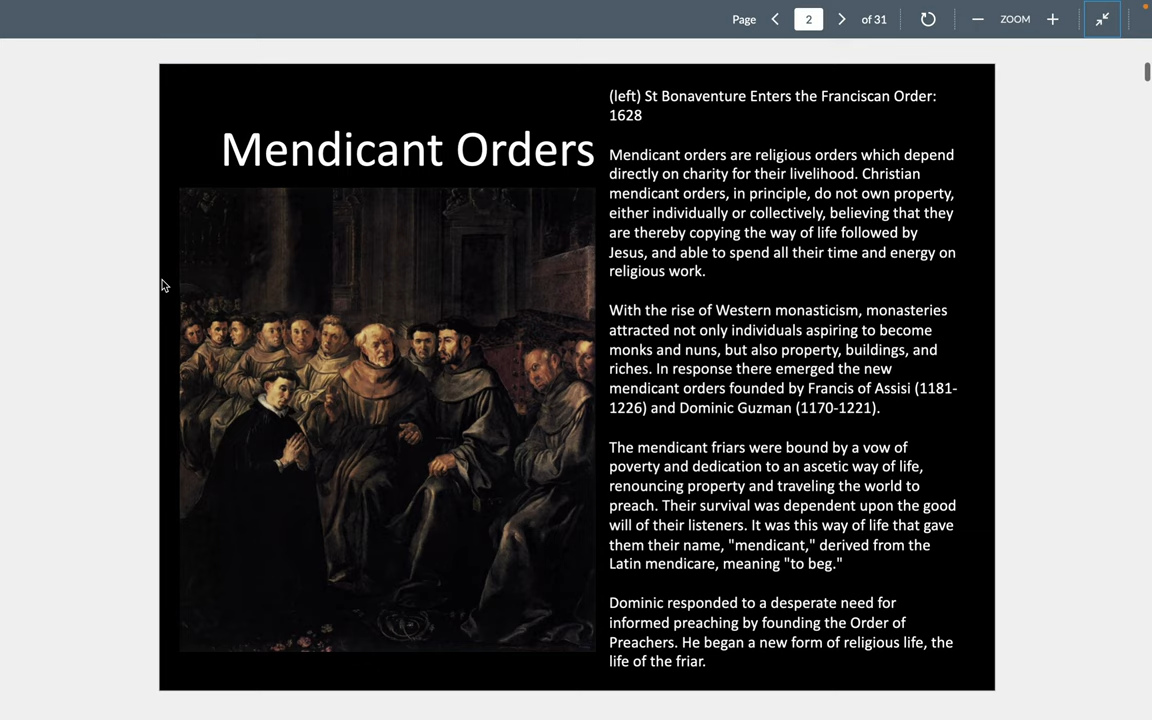 Page 2 of 31 ZOOM
Mendicant Orders
(left) St Bonaventure Enters the Franciscan Order:
1628
Mendicant orders are religious orders which depend
directly on charity for their livelihood. Christian
mendicant orders, in principle, do not own property,
either individually or collectively, believing that they
are thereby copying the way of life followed by
Jesus, and able to spend all their time and energy on
religious work.
With the rise of Western monasticism, monasteries
attracted not only individuals aspiring to become
monks and nuns, but also property, buildings, and
riches. In response there emerged the new
mendicant orders founded by Francis of Assisi (1181-
1226) and Dominic Guzman (1170-1221).
The mendicant friars were bound by a vow of
poverty and dedication to an ascetic way of life,
renouncing property and traveling the world to
preach. Their survival was dependent upon the good
will of their listeners. It was this way of life that gave
them their name, "mendicant," derived from the
Latin mendicare, meaning "to beg."
Dominic responded to a desperate need for
informed preaching by founding the Order of
Preachers. He began a new form of religious life, the
life of the friar.